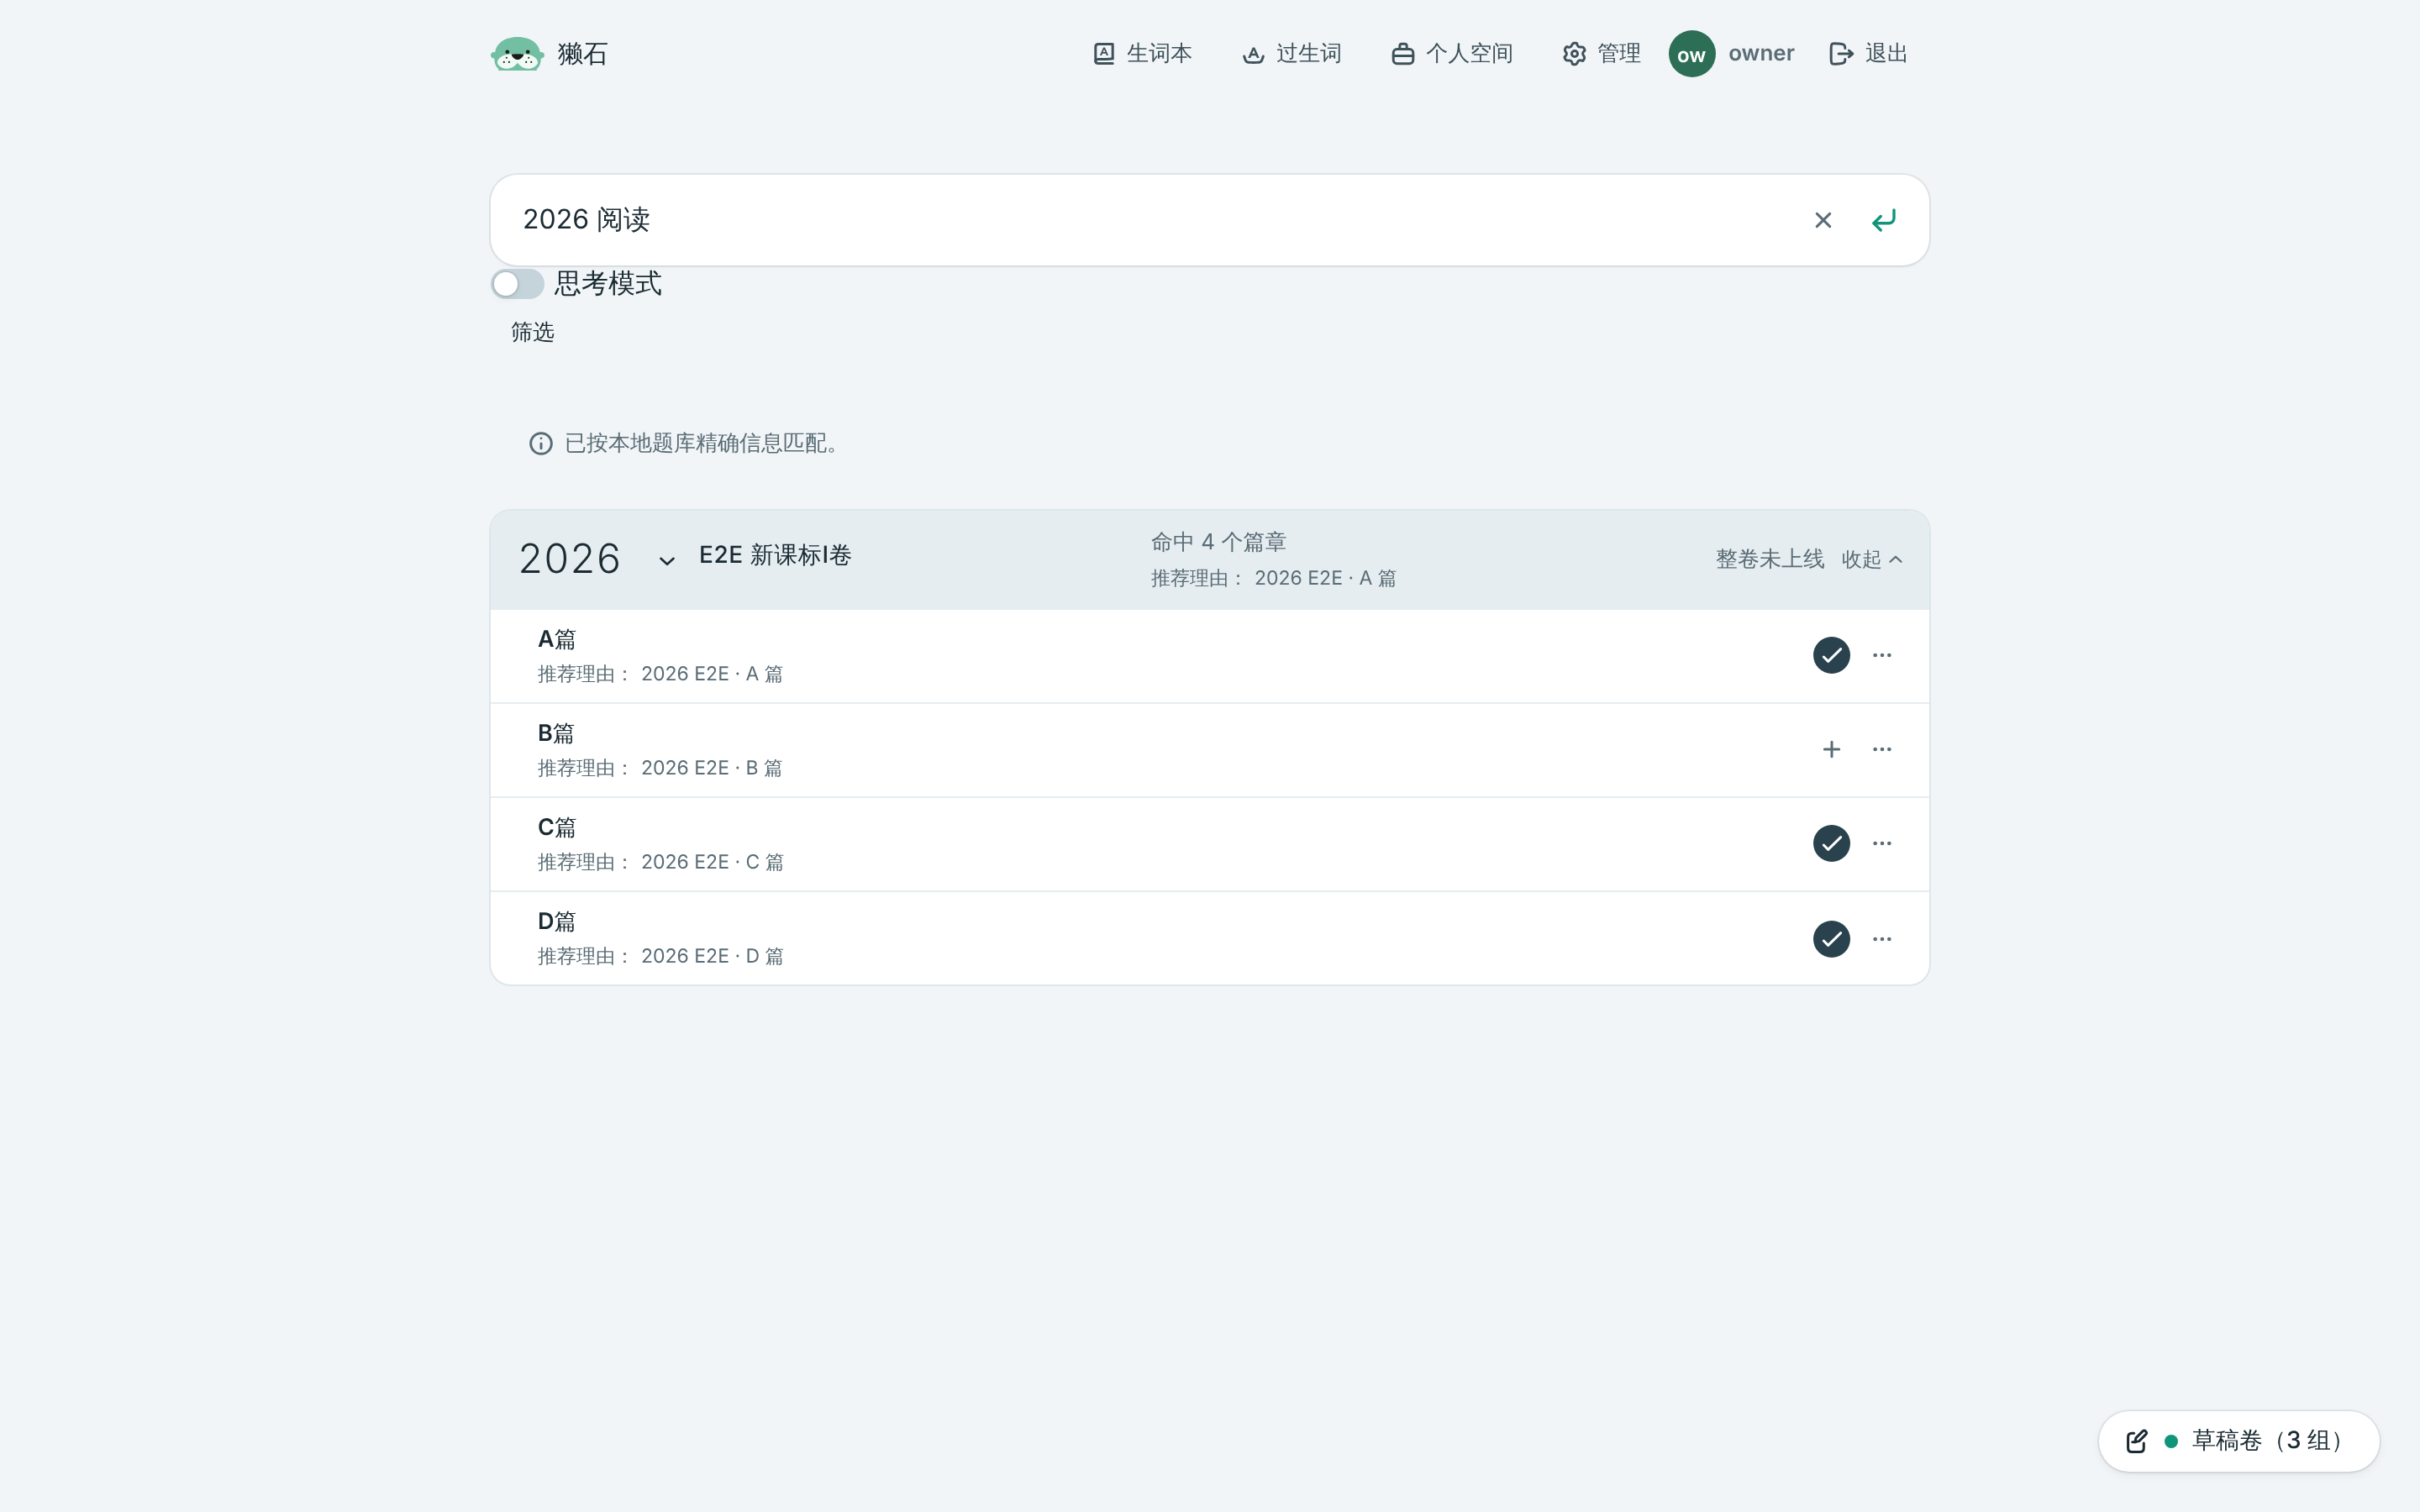 獭石
生词本
过生词
个人空间
管理
ow
owner
退出
2026 阅读
思考模式
筛选
已按本地题库精确信息匹配。
2026
E2E 新课标I卷
命中 4 个篇章
推荐理由： 2026 E2E · A 篇
整卷未上线
收起
A篇
推荐理由： 2026 E2E · A 篇
B篇
推荐理由： 2026 E2E · B 篇
C篇
推荐理由： 2026 E2E · C 篇
D篇
推荐理由： 2026 E2E · D 篇
草稿卷（3 组）